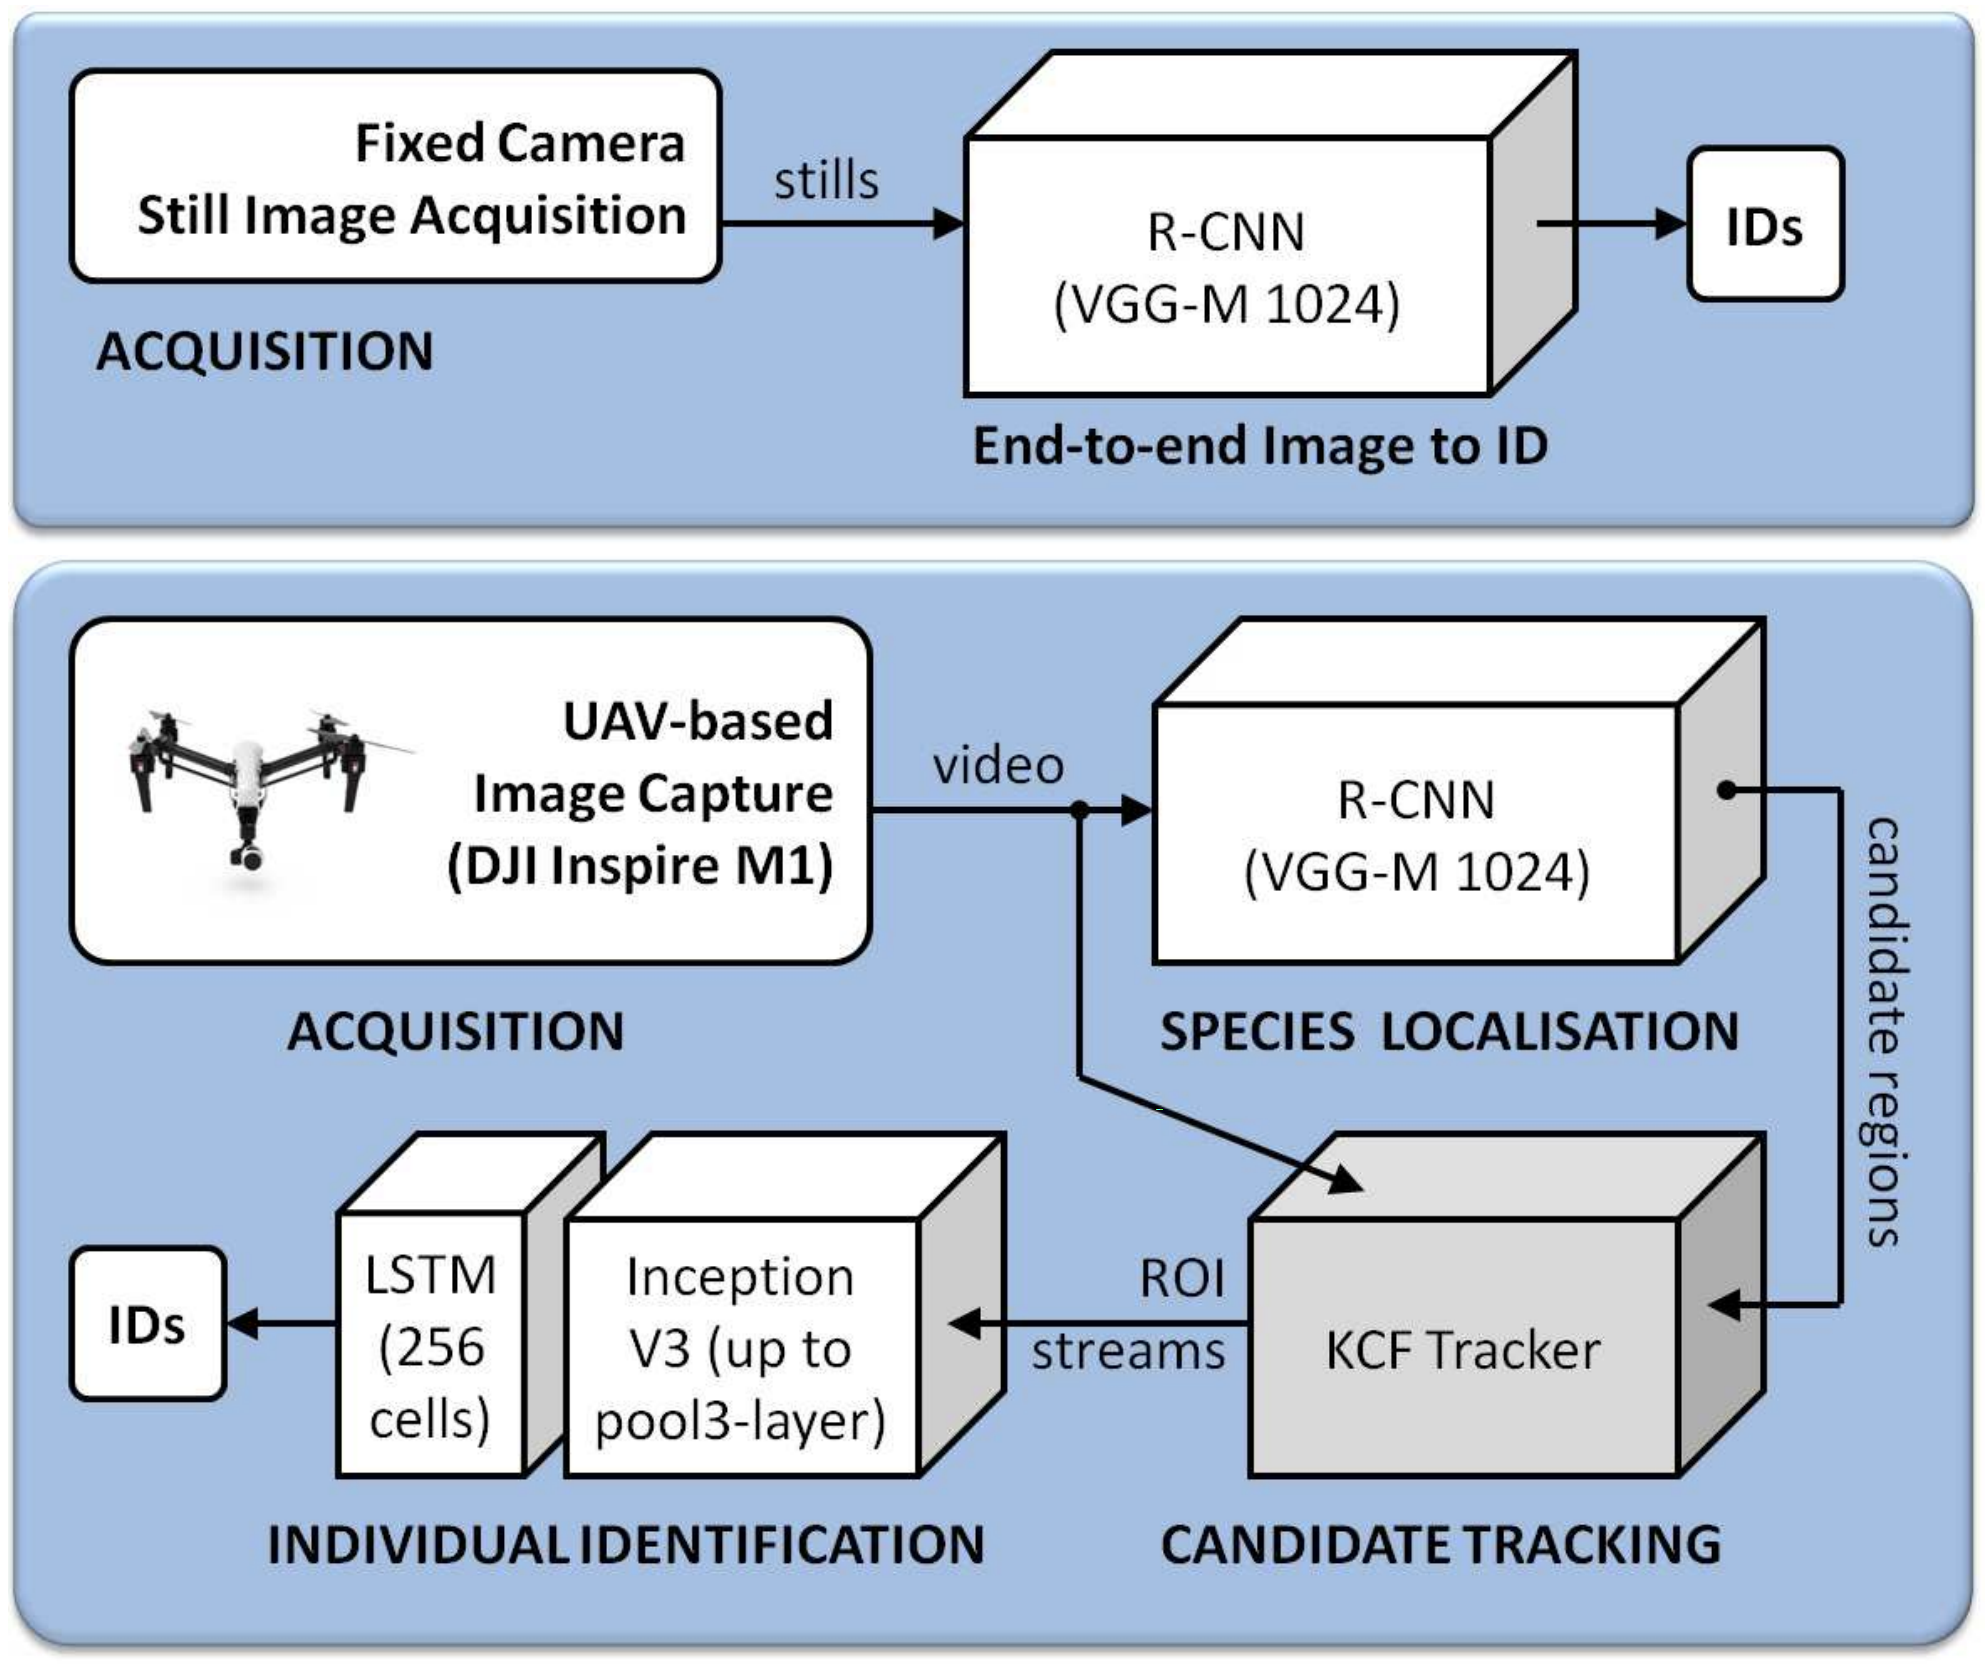 Fixed Camera
Still Image Acquisition
stills
R-CNN
(VGG-M 1024)
IDs
ACQUISITION
End-to-end Image to ID
UAV-based
Image Capture
(DJI Inspire M1)
video
R-CNN
(VGG-M 1024)
candidate regions
ACQUISITION
SPECIES LOCALISATION
IDs
LSTM
(256
cells)
Inception
V3 (up to
pool3-layer)
ROI
streams
KCF Tracker
INDIVIDUAL IDENTIFICATION
CANDIDATE TRACKING